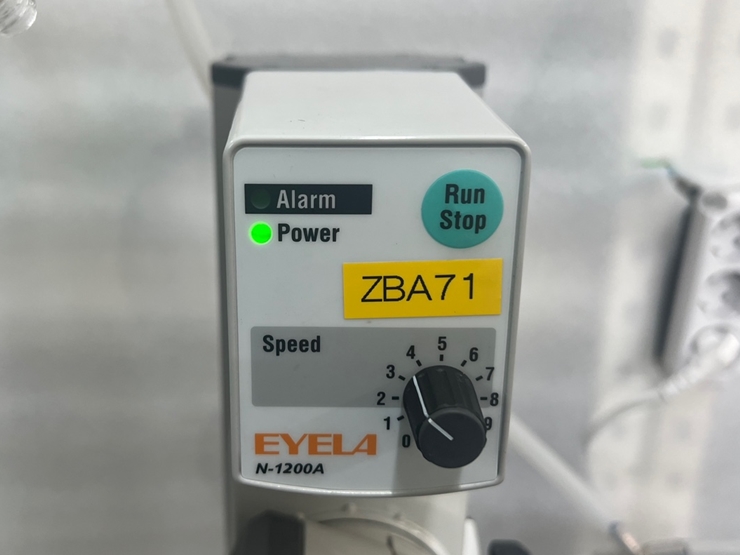 Alarm
Power
Run
Stop
ZBA71
Speed
0
1
2
3
4
5
6
7
8
9
EYELA
N-1200A